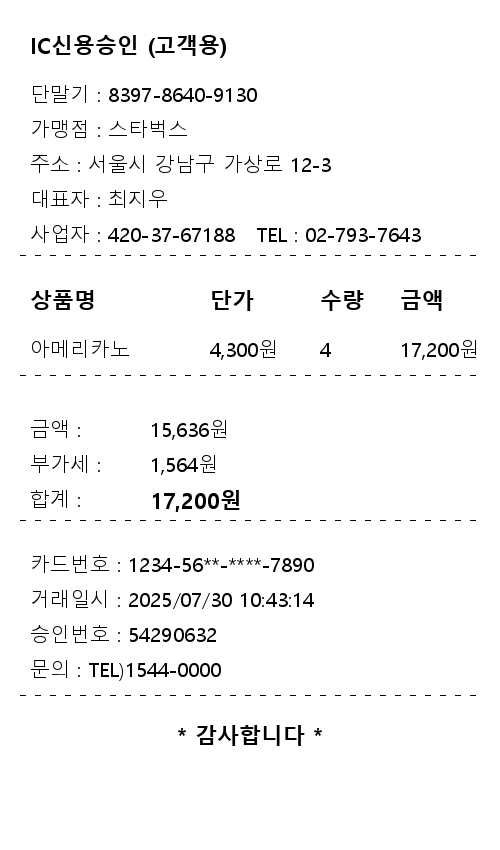 IC신용승인 (고객용)
단말기 : 8397-8640-9130
가맹점 : 스타벅스
주소 : 서울시 강남구 가상로 12-3
대표자 : 최지우
사업자 : 420-37-67188 TEL : 02-793-7643
상품명 단가 수량 금액
아메리카노 4,300원 4 17,200원
금액 : 15,636원
부가세 : 1,564원
합계 : 17,200원
카드번호 : 1234-56**-****-7890
거래일시 : 2025/07/30 10:43:14
승인번호 : 54290632
문의 : TEL)1544-0000
* 감사합니다 *